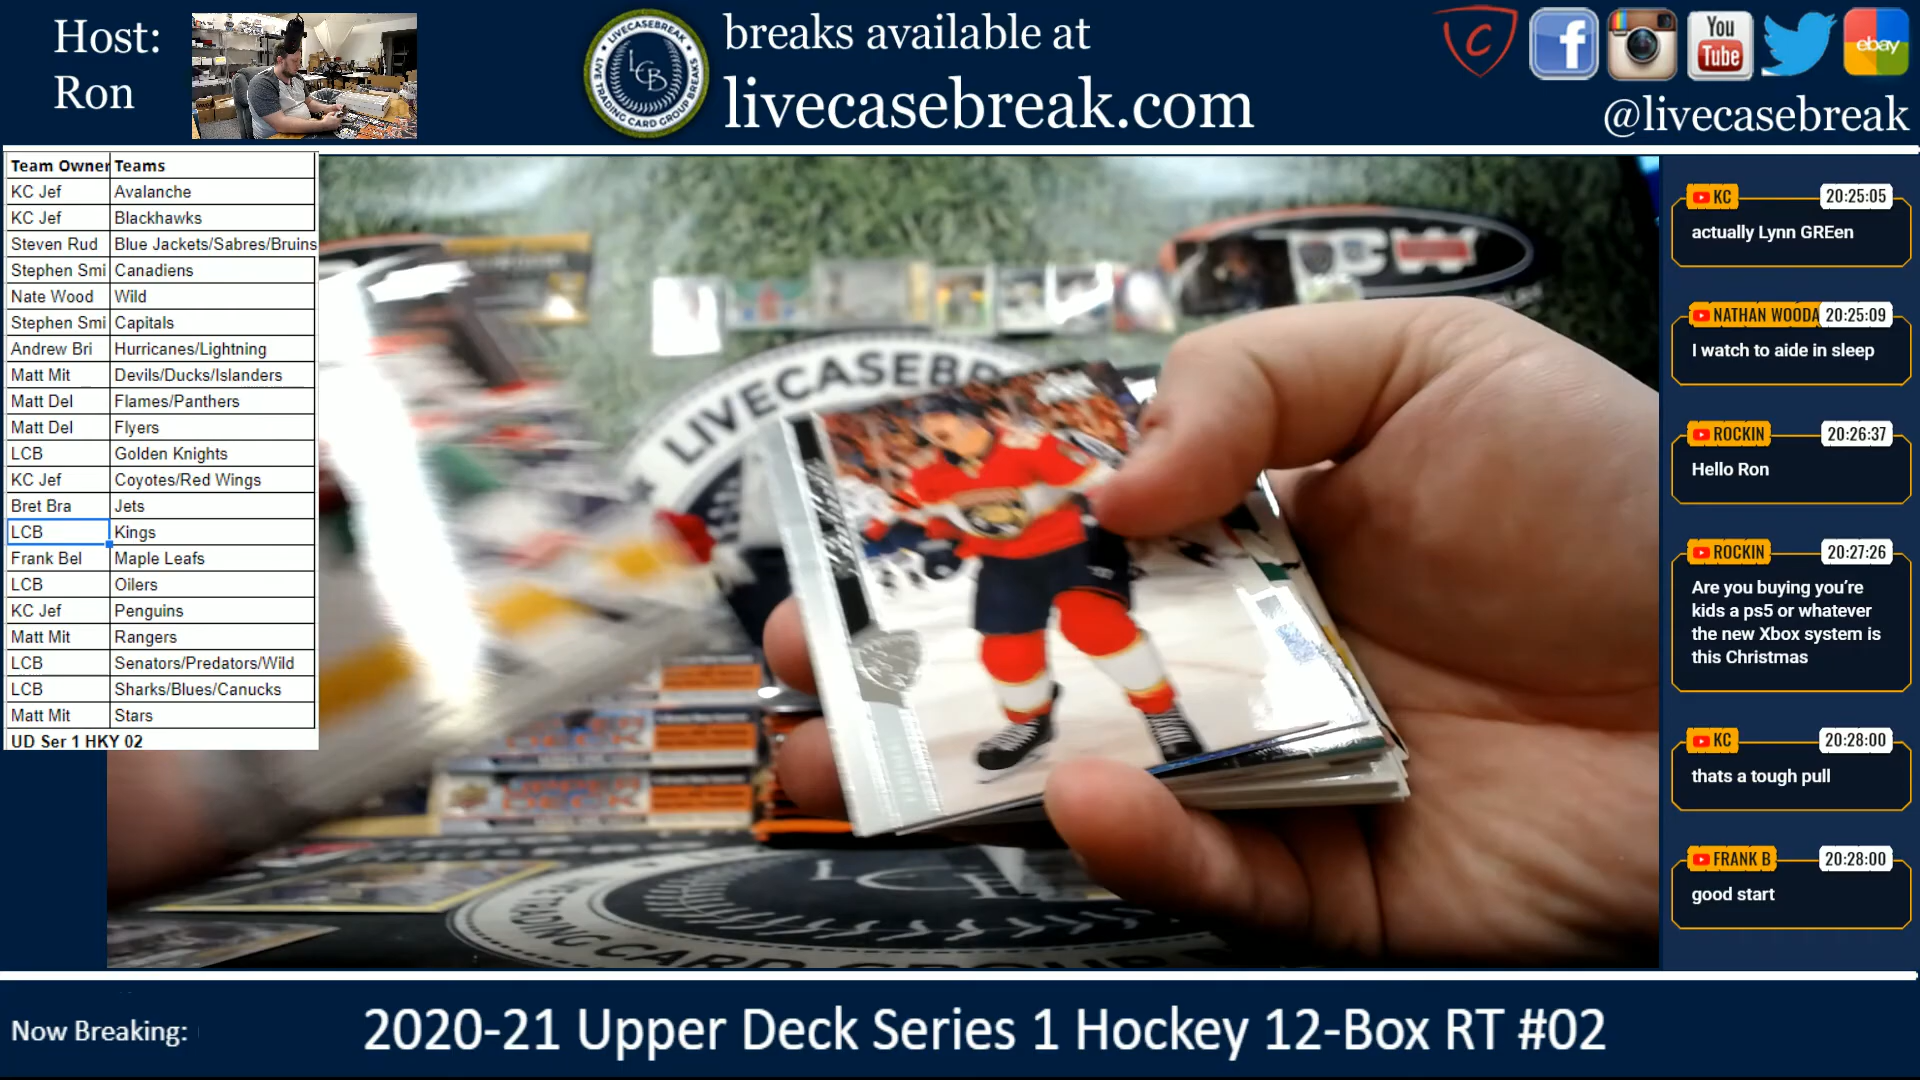 Host:
Ron
LIVECASEBREAK
LCB
LIVE TRADING CARD GROUP BREAKS
breaks available at
livecasebreak.com
C
f
You
Tube
ebay
@livecasebreak
Team Owner Teams
KC Jef Avalanche
KC Jef Blackhawks
Steven Rud Blue Jackets/Sabres/Bruins
Stephen Smi Canadiens
Nate Wood Wild
Stephen Smi Capitals
Andrew Bri Hurricanes/Lightning
Matt Mit Devils/Ducks/Islanders
Matt Del Flames/Panthers
Matt Del Flyers
LCB Golden Knights
KC Jef Coyotes/Red Wings
Bret Bra Jets
LCB Kings
Frank Bel Maple Leafs
LCB Oilers
KC Jef Penguins
Matt Mit Rangers
LCB Senators/Predators/Wild
LCB Sharks/Blues/Canucks
Matt Mit Stars
UD Ser 1 HKY 02
LIVECASEB
KC 20:25:05
actually Lynn GREen
NATHAN WOODA 20:25:09
I watch to aide in sleep
ROCKIN 20:26:37
Hello Ron
ROCKIN 20:27:26
Are you buying you're
kids a ps5 or whatever
the new Xbox system is
this Christmas
KC 20:28:00
thats a tough pull
FRANK B 20:28:00
good start
Now Breaking:
2020-21 Upper Deck Series 1 Hockey 12-Box RT #02